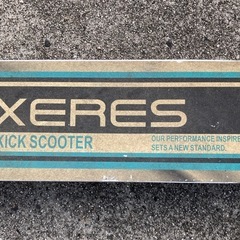 XERES
KICK SCOOTER
OUR PERFORMANCE INSPIRE
SETS A NEW STANDARD.